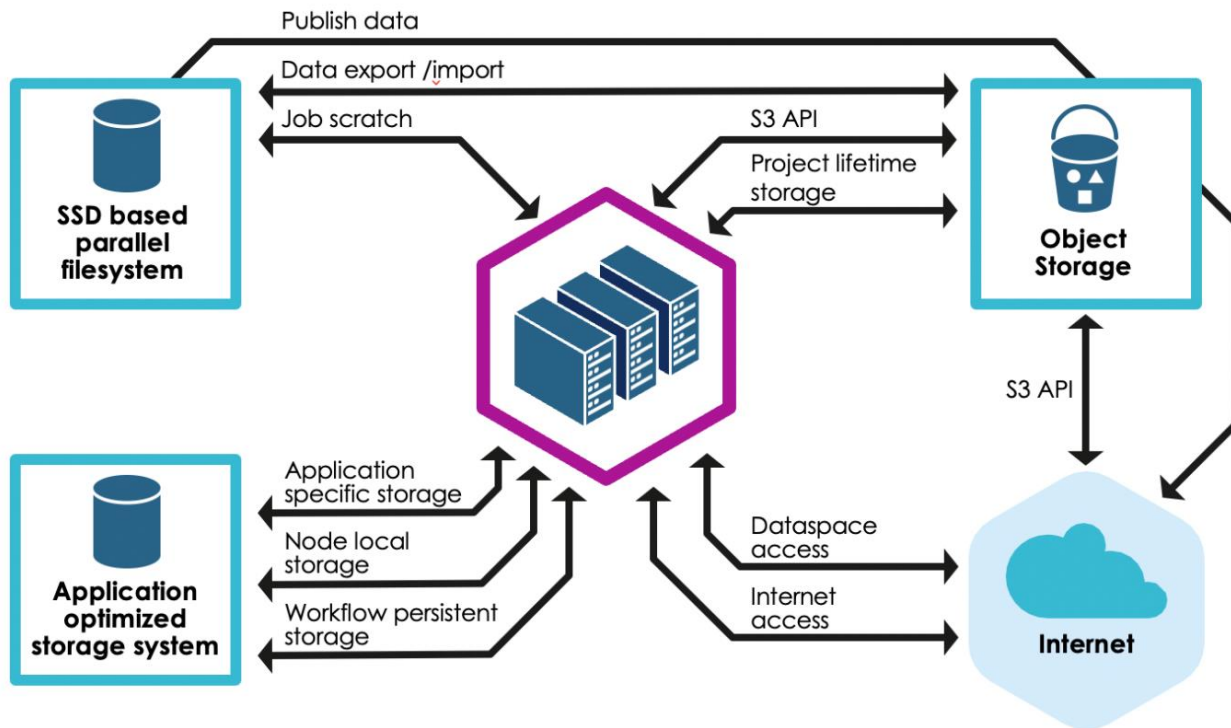 Publish data
Data export /import
Job scratch
S3 API
Project lifetime
storage
SSD based
parallel
filesystem
Object
Storage
S3 API
Application
specific storage
Node local
storage
Workflow persistent
storage
Application
optimized
storage system
Dataspace
access
Internet
access
Internet